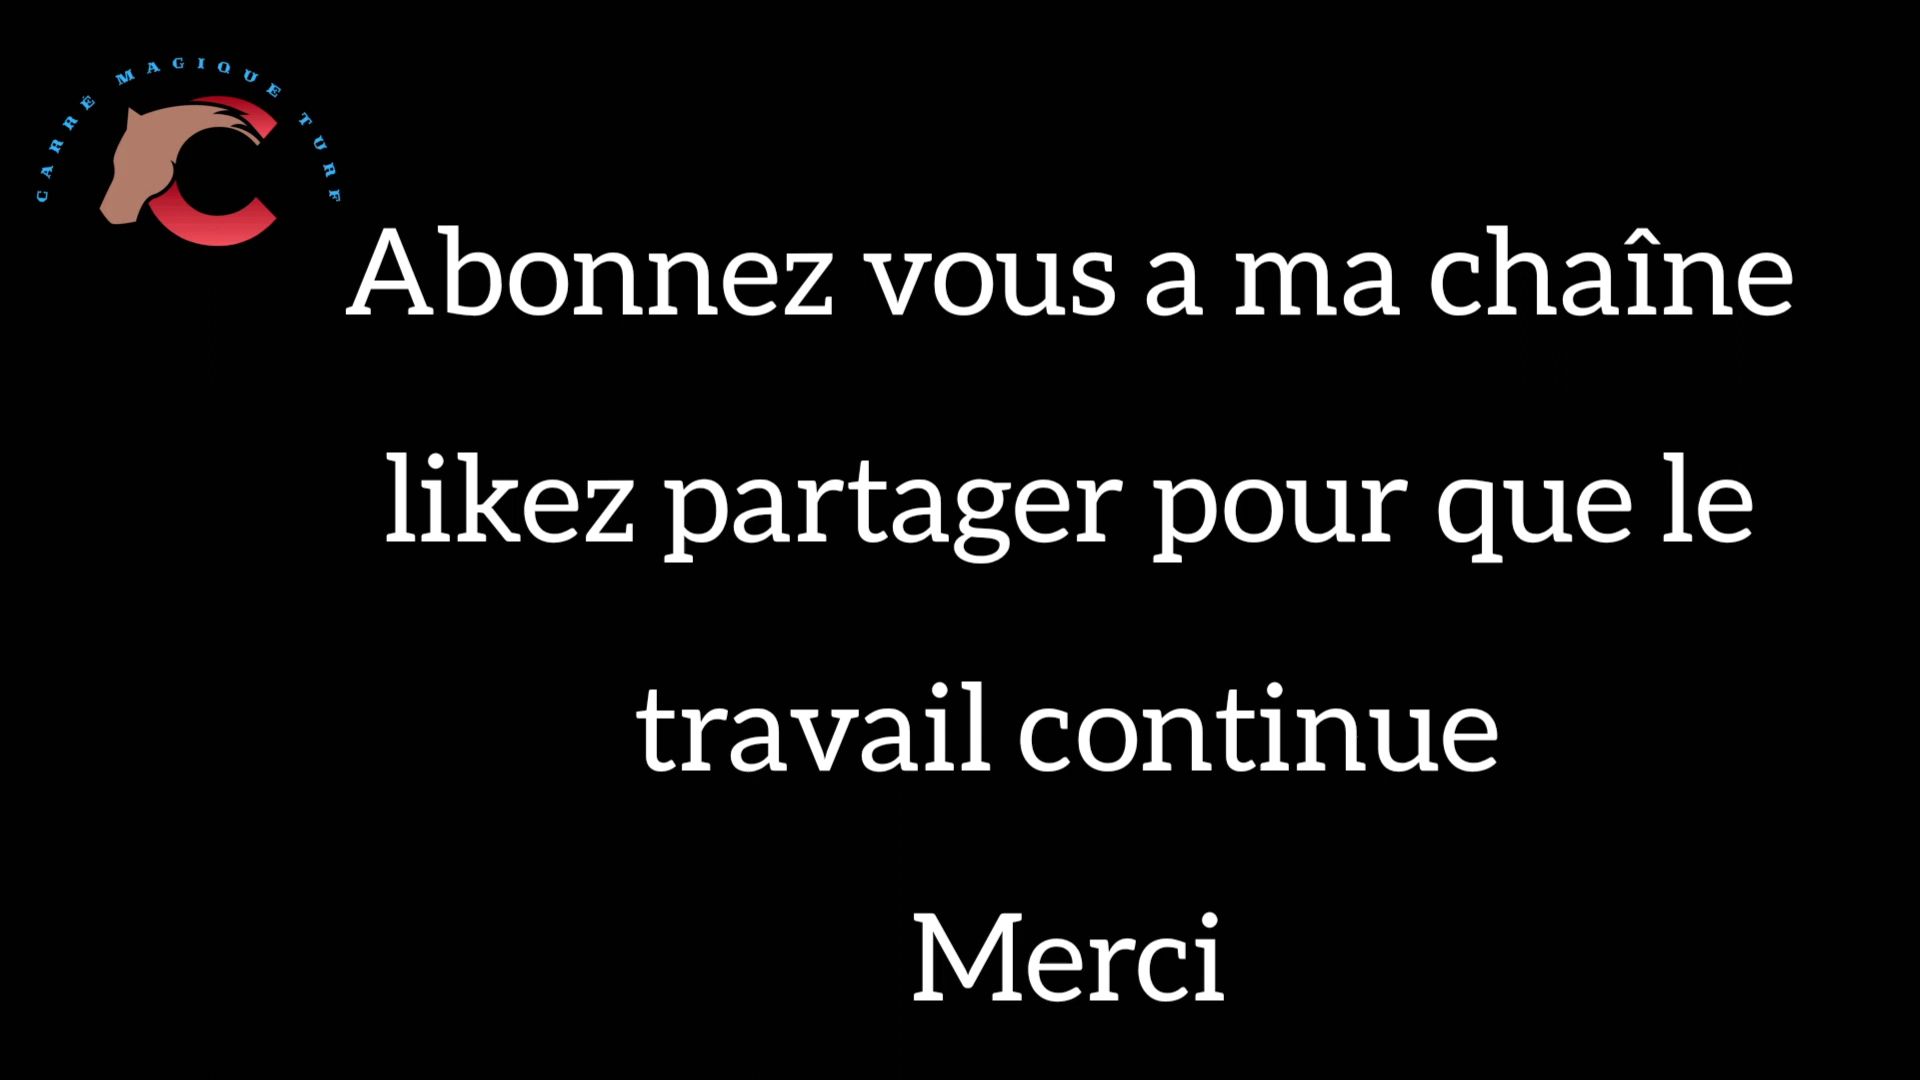 CARRÉ MAGIQUE TURF
Abonnez vous a ma chaîne
likez partager pour que le
travail continue
Merci